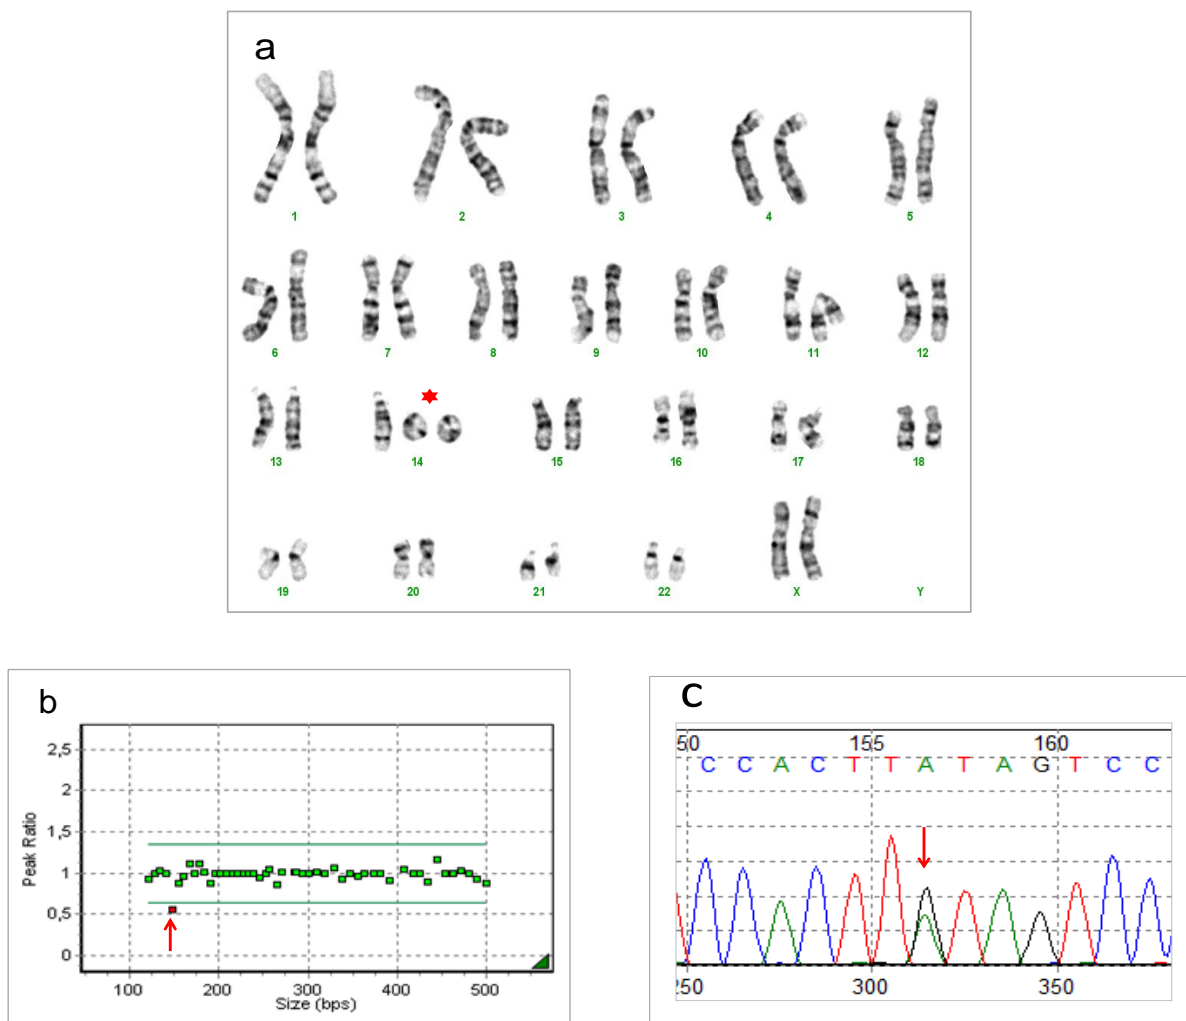 a
1 2 3 4 5
6 7 8 9 10 11 12
13 14 15 16 17 18
19 20 21 22 X Y
b
2,5
2
1,5
1
0,5
0
Peak Ratio
100 200 300 400 500
Size (bps)
c
50 155 160
C C A C T T A T A G T C C
250 300 350